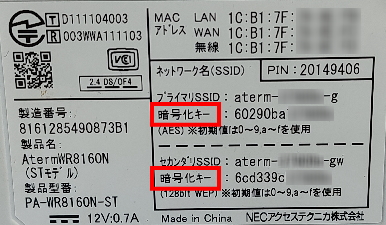 T D111104003
R 003WWA111103
VCCI
2.4 DS/OF4
MAC アドレス
LAN 1C:B1:7F:
WAN 1C:B1:7F:
無線 1C:B1:7F:
ネットワーク名(SSID)
PIN: 20149406
プライマリSSID: aterm- -g
暗号化キー : 60290ba
(AES) ※初期値は0~9,a~fを使用
セカンダリSSID: aterm- -gw
暗号化キー : 6cd339c
(128bit WEP) ※初期値は0~9,a~fを使用
製造番号:
8161285490873B1
製品名:
AtermWR8160N
(STモデル)
製品型番:
PA-WR8160N-ST
12V:0.7A
Made in China
NECアクセステクニカ株式会社